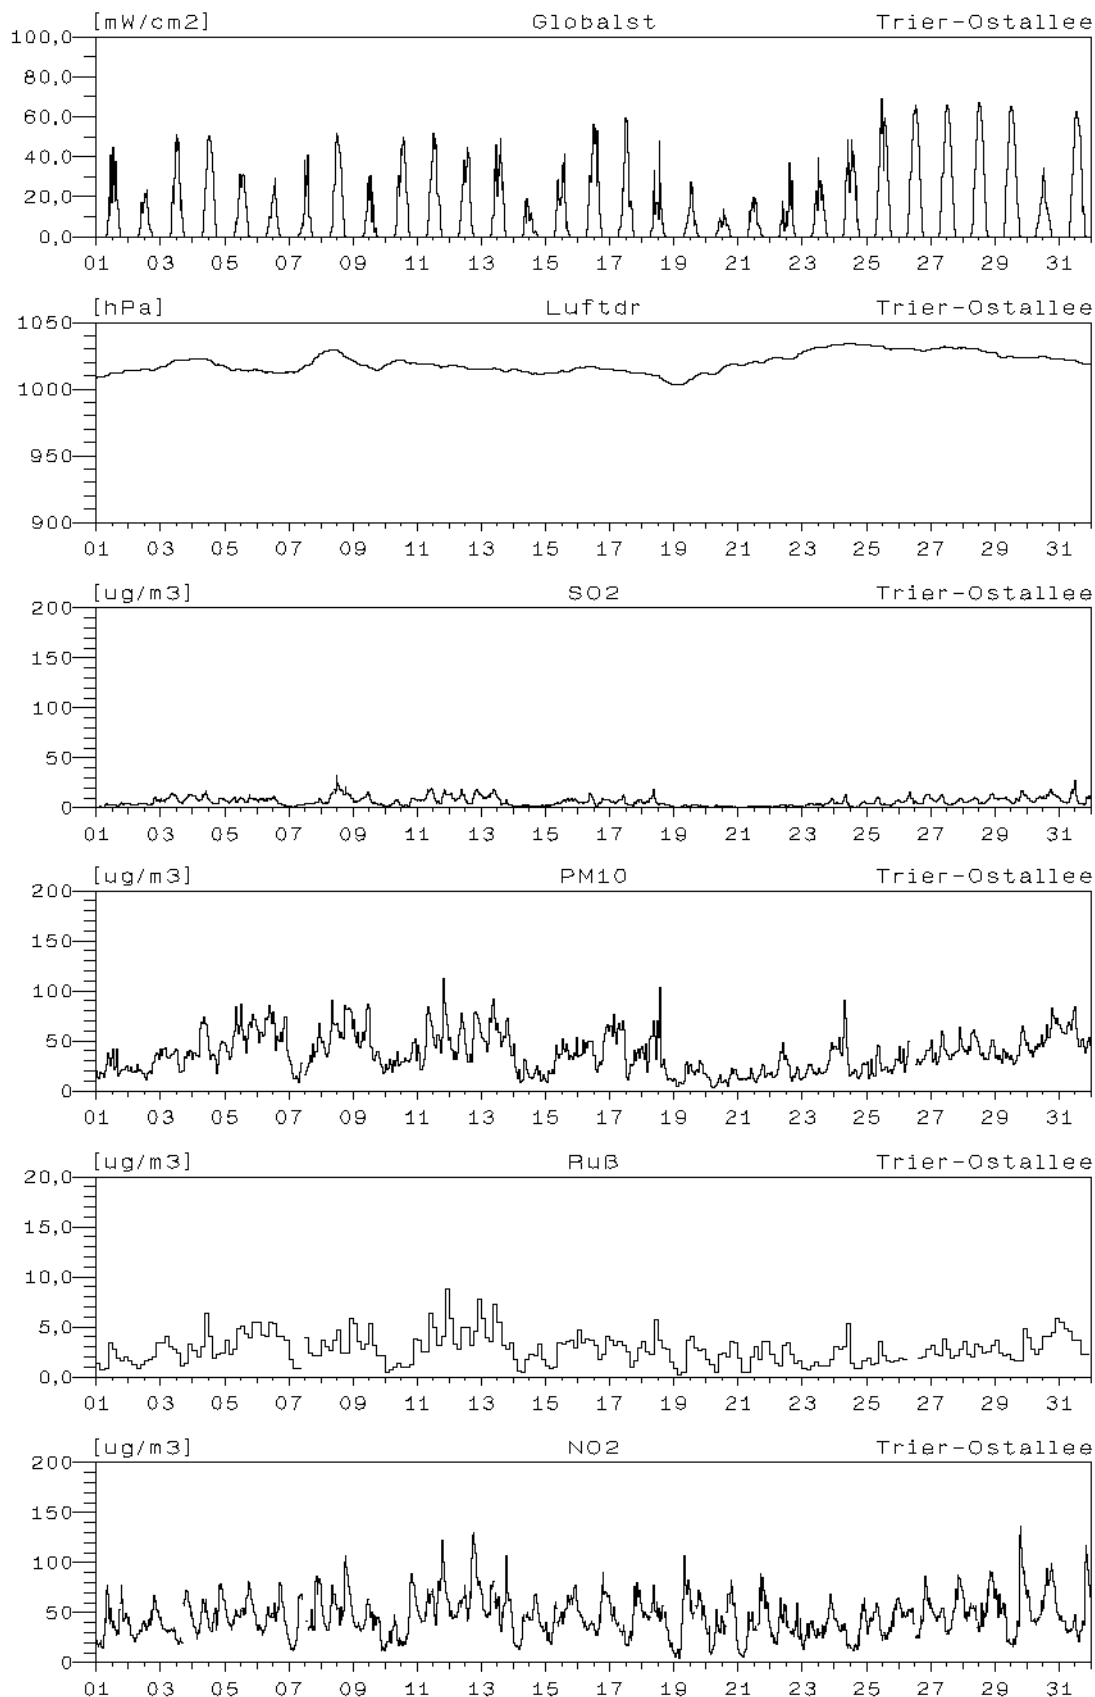 [mW/cm2] Globalst Trier-Ostallee
100,0
80,0
60,0
40,0
20,0
0,0
01 03 05 07 09 11 13 15 17 19 21 23 25 27 29 31
[hPa] Luftdr Trier-Ostallee
1050
1000
950
900
01 03 05 07 09 11 13 15 17 19 21 23 25 27 29 31
[ug/m3] SO2 Trier-Ostallee
200
150
100
50
0
01 03 05 07 09 11 13 15 17 19 21 23 25 27 29 31
[ug/m3] PM10 Trier-Ostallee
200
150
100
50
0
01 03 05 07 09 11 13 15 17 19 21 23 25 27 29 31
[ug/m3] Ruß Trier-Ostallee
20,0
15,0
10,0
5,0
0,0
01 03 05 07 09 11 13 15 17 19 21 23 25 27 29 31
[ug/m3] NO2 Trier-Ostallee
200
150
100
50
0
01 03 05 07 09 11 13 15 17 19 21 23 25 27 29 31